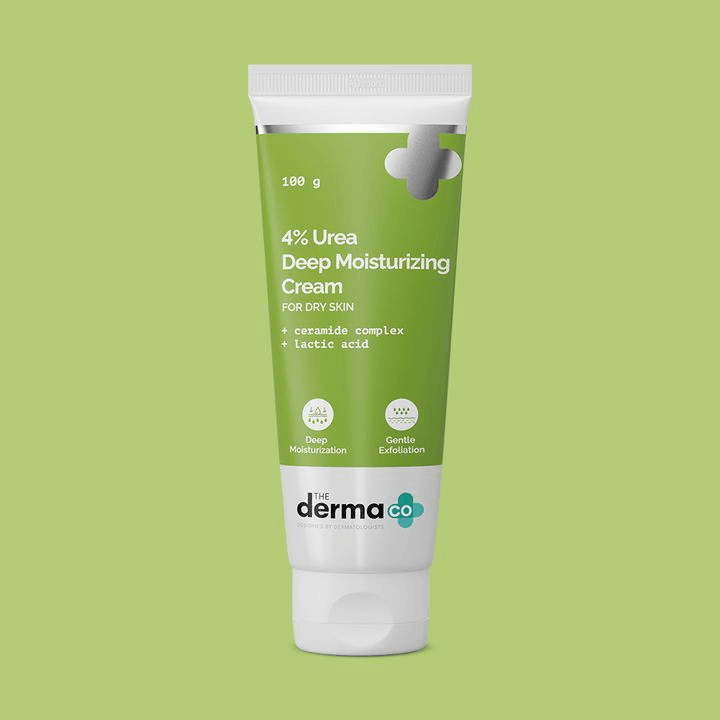 100 g
4% Urea
Deep Moisturizing
Cream
FOR DRY SKIN
+ ceramide complex
+ lactic acid
Deep
Moisturization
Gentle
Exfoliation
THE
derma co
DESIGNED BY DERMATOLOGISTS